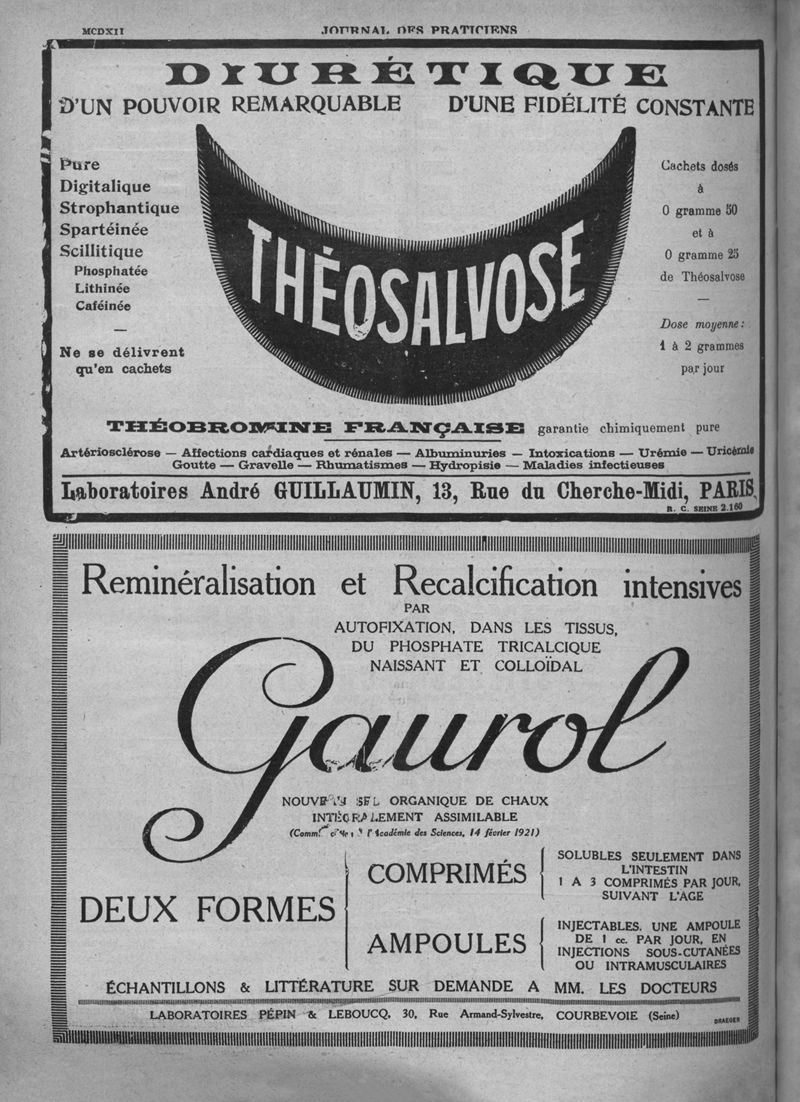 MCDXII
JOURNAL DES PRATICIENS
DIURÉTIQUE
D'UN POUVOIR REMARQUABLE D'UNE FIDÉLITÉ CONSTANTE
Pure
Digitalique
Strophantique
Spartéinée
Scillitique
Phosphatée
Lithinée
Caféinée
—
Ne se délivrent
qu'en cachets
THÉOSALVOSE
Cachets dosés
à
0 gramme 50
et à
0 gramme 25
de Théosalvose
—
Dose moyenne :
1 à 2 grammes
par jour
THÉOBROMINE FRANÇAISE garantie chimiquement pure
Artériosclérose — Affections cardiaques et rénales — Albuminuries — Intoxications — Urémie — Uricémie
Goutte — Gravelle — Rhumatismes — Hydropisie — Maladies infectieuses
Laboratoires André GUILLAUMIN, 13, Rue du Cherche-Midi, PARIS
R. C. SEINE 2.160
Reminéralisation et Recalcification intensives
PAR
AUTOFIXATION, DANS LES TISSUS,
DU PHOSPHATE TRICALCIQUE
NAISSANT ET COLLOÏDAL
Gaurol
NOUVEAU SEL ORGANIQUE DE CHAUX
INTÉGRALEMENT ASSIMILABLE
(Comm. à l'Académie des Sciences, 14 février 1921)
DEUX FORMES
COMPRIMÉS
SOLUBLES SEULEMENT DANS
L'INTESTIN
1 A 3 COMPRIMÉS PAR JOUR,
SUIVANT L'ÂGE
AMPOULES
INJECTABLES. UNE AMPOULE
DE 1 cc. PAR JOUR, EN
INJECTIONS SOUS-CUTANÉES
OU INTRAMUSCULAIRES
ÉCHANTILLONS & LITTÉRATURE SUR DEMANDE A MM. LES DOCTEURS
LABORATOIRES PÉPIN & LEBOUCQ, 30, Rue Armand-Sylvestre, COURBEVOIE (Seine)
DRAEGER